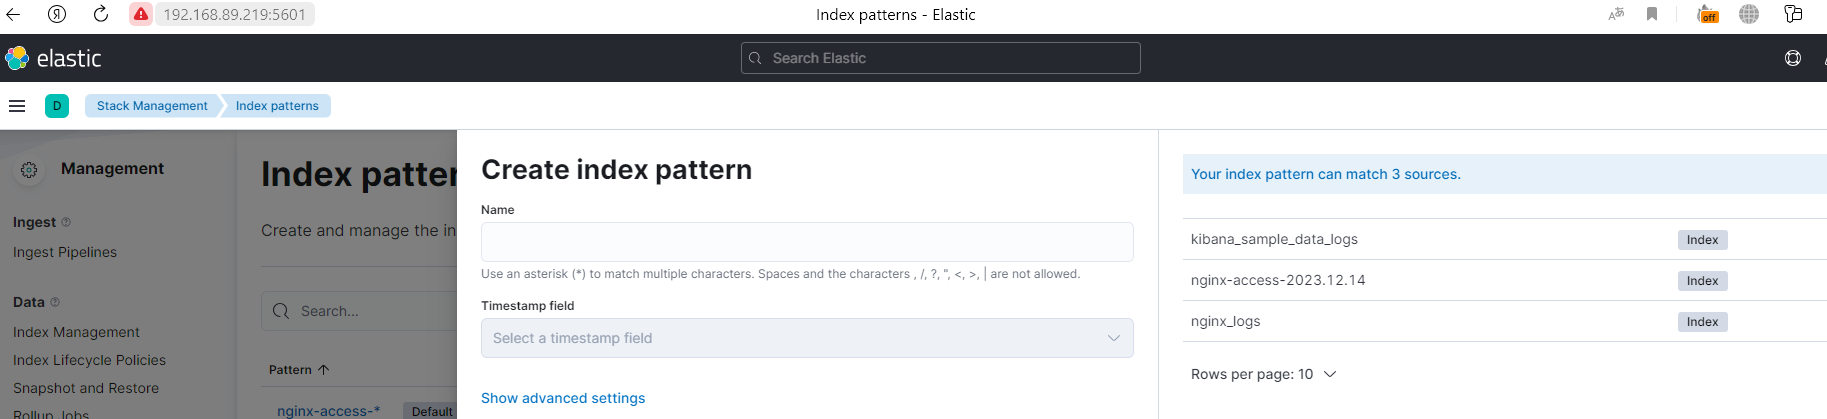 192.168.89.219:5601
Index patterns - Elastic
off
elastic
Search Elastic
D
Stack Management
Index patterns
Management
Ingest
Ingest Pipelines
Data
Index Management
Index Lifecycle Policies
Snapshot and Restore
Rollup Jobs
Index patter
Create and manage the in
Search...
Pattern
nginx-access-* Default
Create index pattern
Name
Use an asterisk (*) to match multiple characters. Spaces and the characters , /, ?, ", <, >, | are not allowed.
Timestamp field
Select a timestamp field
Show advanced settings
Your index pattern can match 3 sources.
kibana_sample_data_logs Index
nginx-access-2023.12.14 Index
nginx_logs Index
Rows per page: 10